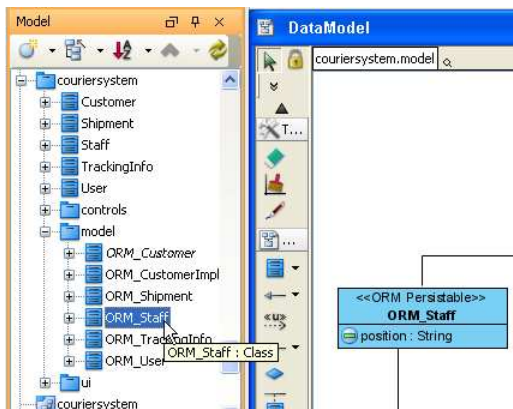 Model
couriersystem
Customer
Shipment
Staff
TrackingInfo
User
controls
model
ORM_Customer
ORM_CustomerImpl
ORM_Shipment
ORM_Staff
ORM_TrackingInfo
ORM_User
ORM_Staff : Class
ui
couriersystem
DataModel
couriersystem.model
T...
...
<<u>>
<<ORM Persistable>>
ORM_Staff
position : String